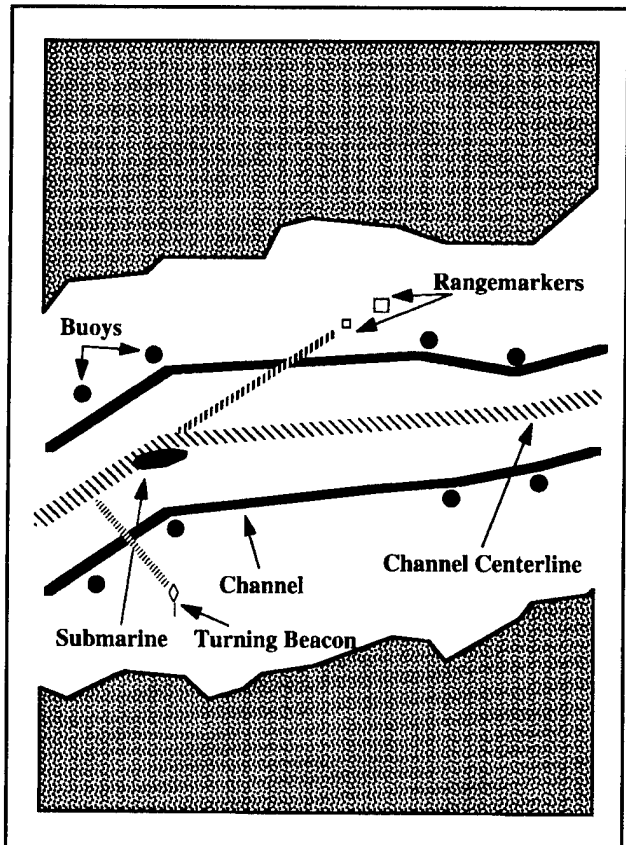 Rangemarkers
Buoys
Channel Centerline
Channel
Submarine
Turning Beacon